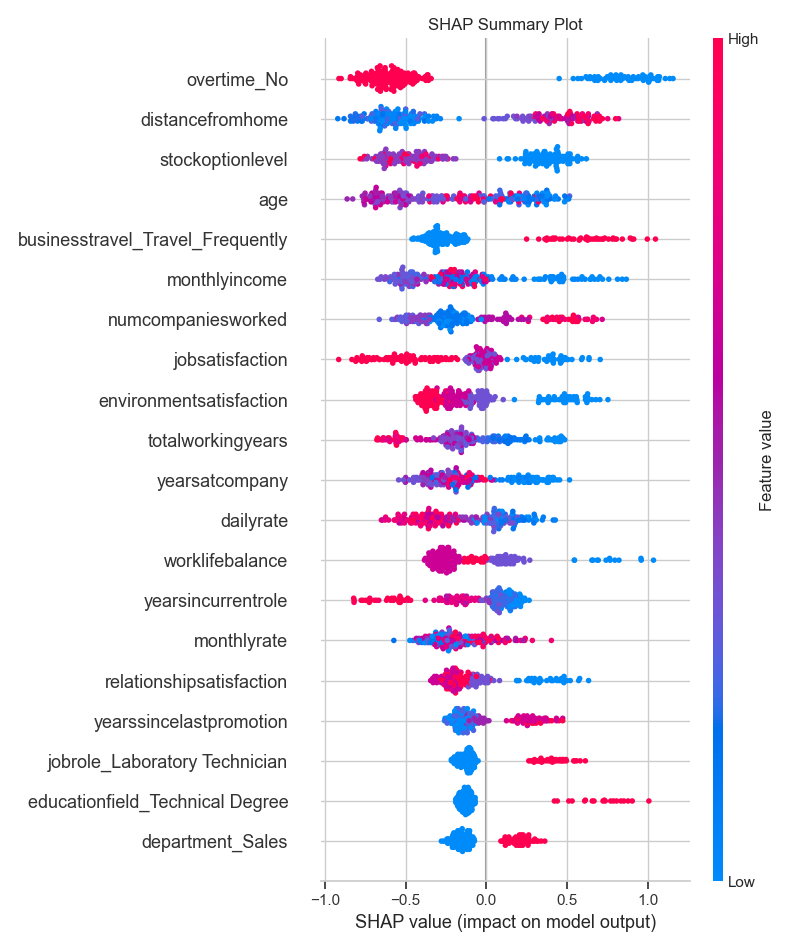 SHAP Summary Plot
High
overtime_No
distancefromhome
stockoptionlevel
age
businesstravel_Travel_Frequently
monthlyincome
numcompaniesworked
jobsatisfaction
environmentsatisfaction
totalworkingyears
yearsatcompany
dailyrate
worklifebalance
yearsincurrentrole
monthlyrate
relationshipsatisfaction
yearssincelastpromotion
jobrole_Laboratory Technician
educationfield_Technical Degree
department_Sales
Feature value
Low
−1.0 −0.5 0.0 0.5 1.0
SHAP value (impact on model output)